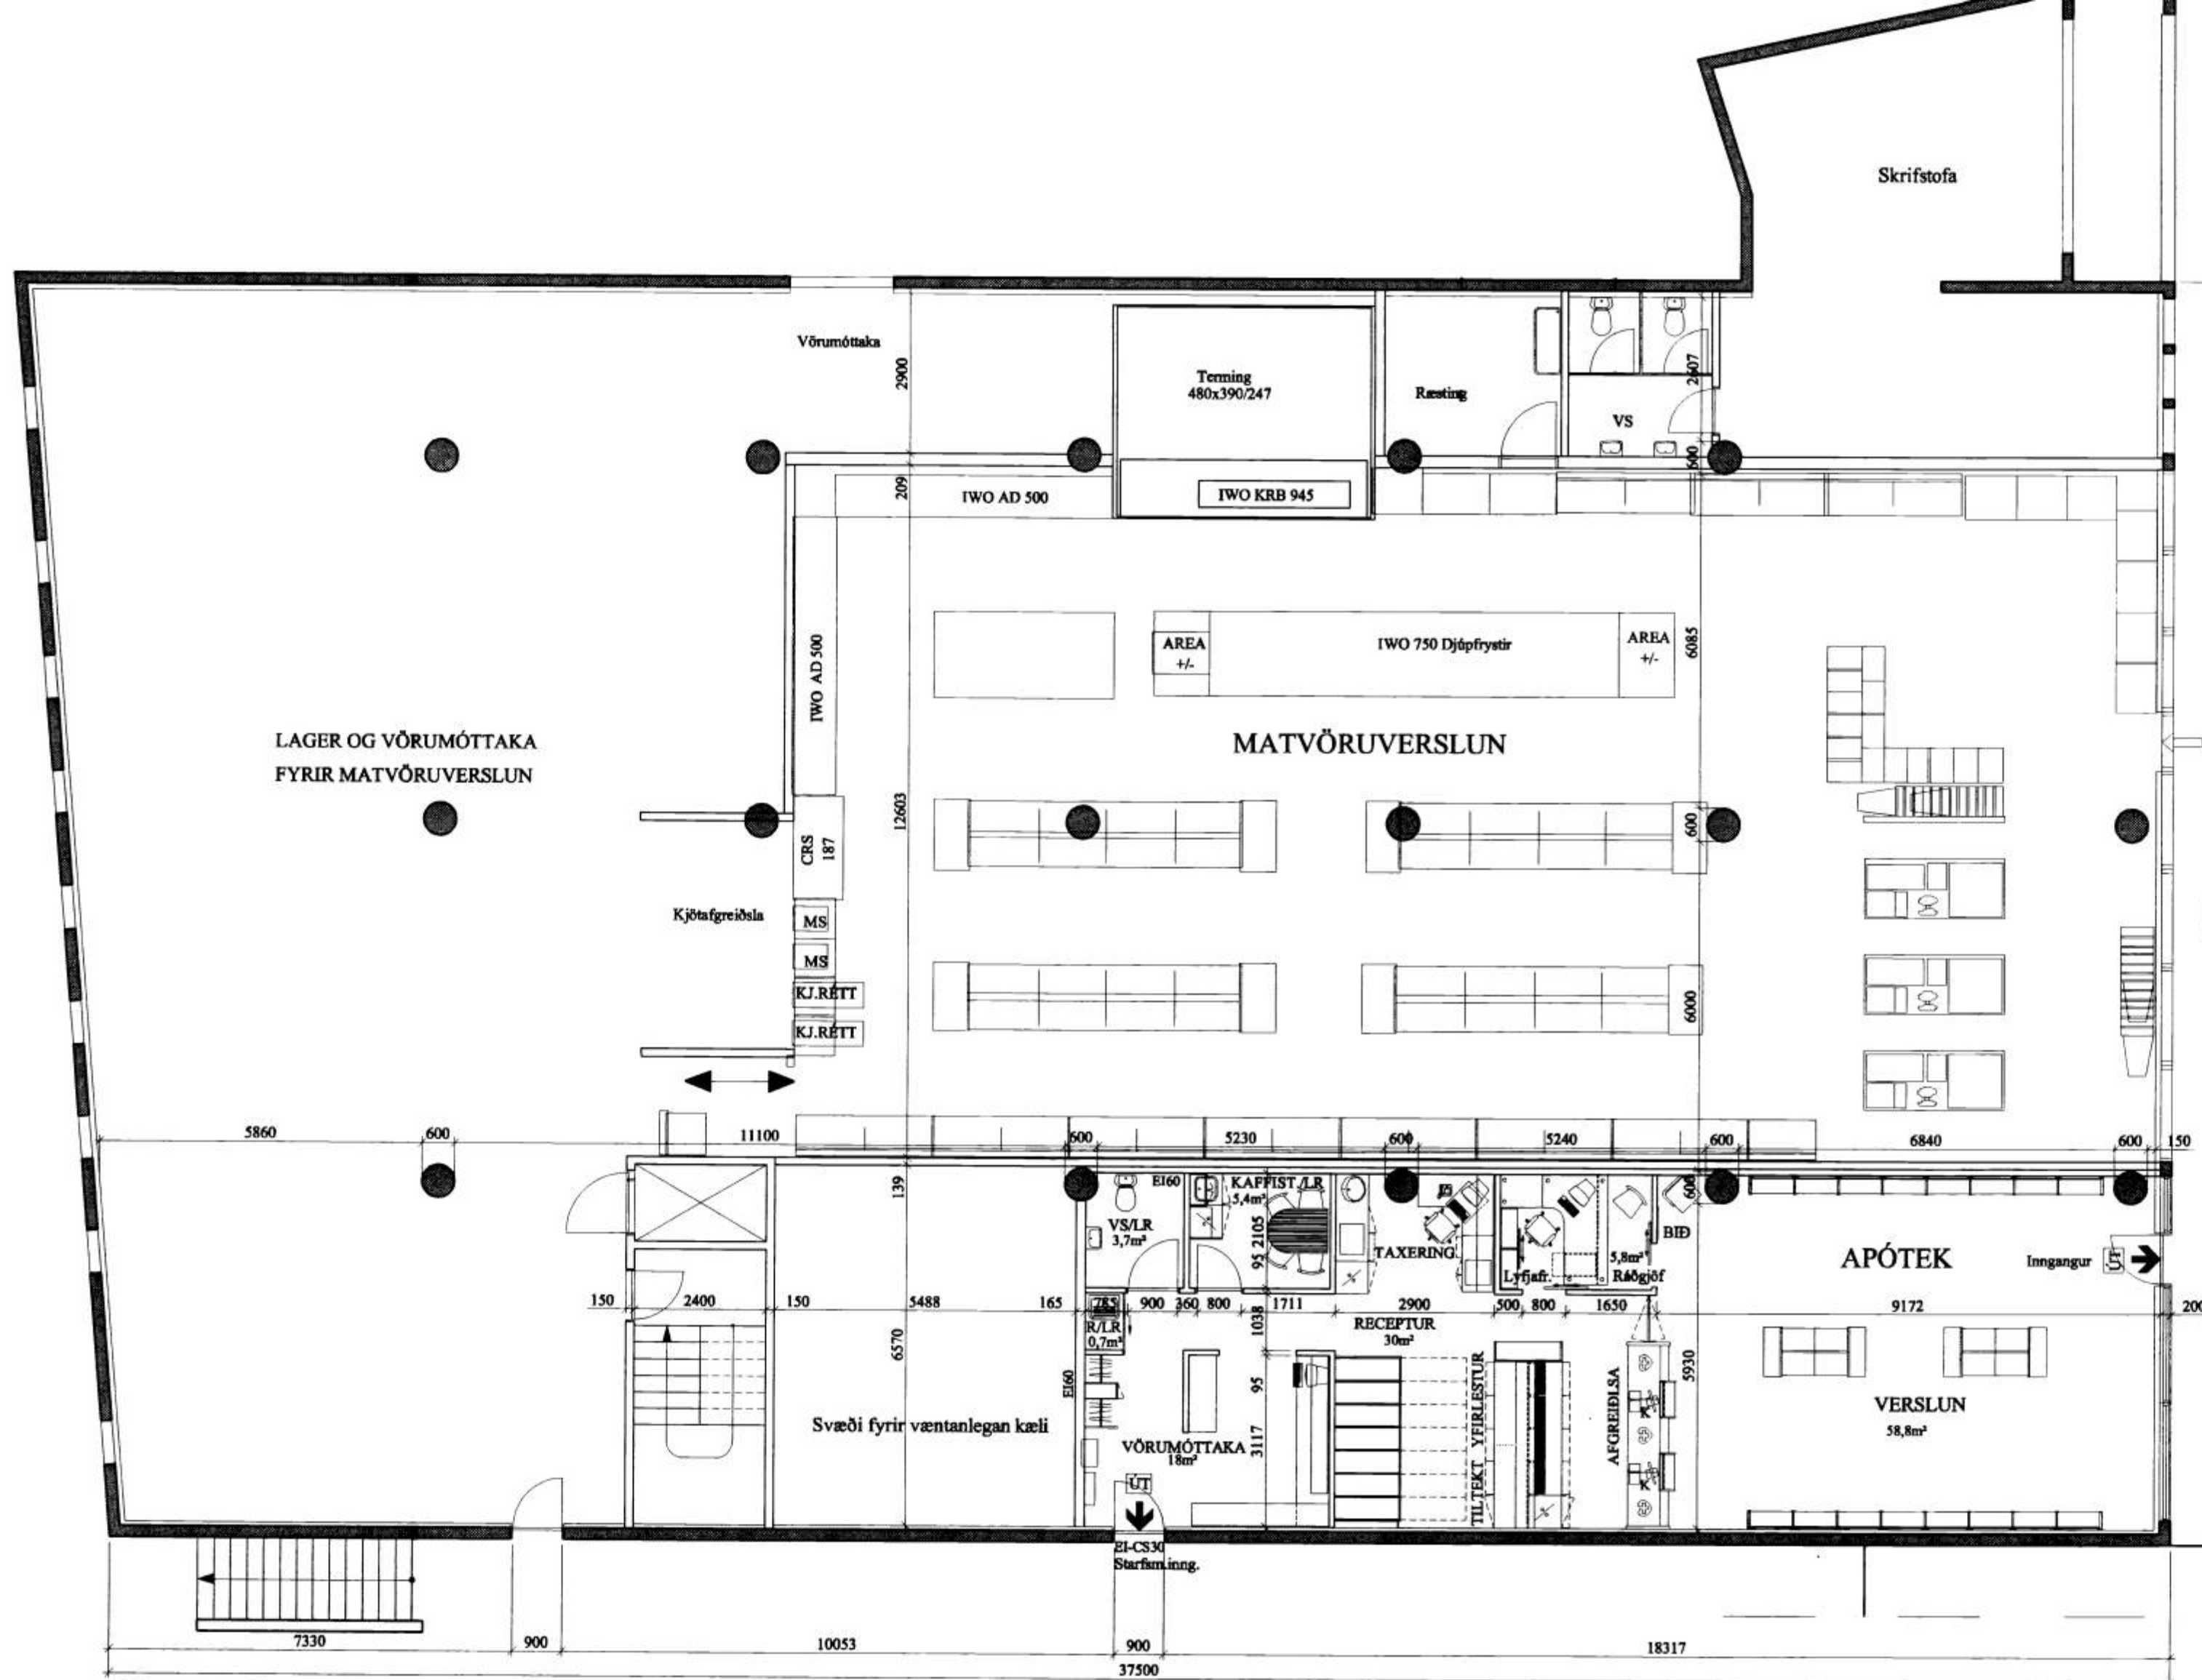 Skrifstofa
Vörumóttaka
2900
Terming
480x390/247
Ræsting
VS
2607
600
209
IWO AD 500
IWO KRB 945
IWO AD 500
AREA
+/-
IWO 750 Djúpfrystir
AREA
+/-
6085
LAGER OG VÖRUMÓTTAKA
FYRIR MATVÖRUVERSLUN
MATVÖRUVERSLUN
12603
CRS
187
600
Kjötafgreiðsla
MS
MS
KJ.RÉTT
KJ.RÉTT
6000
5860
600
11100
600
5230
600
5240
600
6840
600
150
139
EI60
KAFFIST./LR
5,4m²
600
VS/LR
3,7m²
2105
95
TAXERING
Lyfjafr.
5,8m²
Ráðgjöf
BIÐ
APÓTEK
Inngangur
ÚT
150
2400
150
5488
165
785
900
360
800
1711
2900
500
800
1650
9172
200
R/LR
0,7m²
1038
RECEPTUR
30m²
6570
EI60
95
5930
Svæði fyrir væntanlegan kæli
VÖRUMÓTTAKA
18m²
3117
TILTEKT
YFIRLESTUR
AFGREIÐLSA
K
K
VERSLUN
58,8m²
ÚT
EI-CS30
Starfsm.inng.
7330
900
10053
900
18317
37500